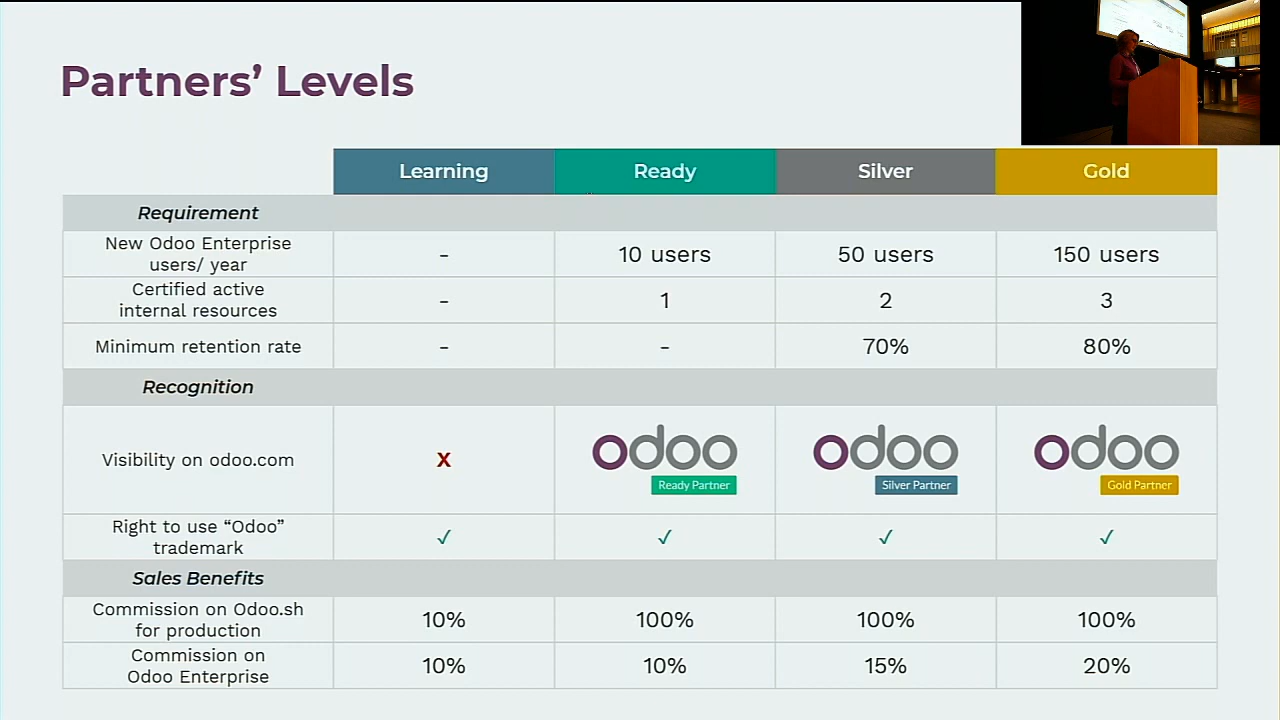 Partners’ Levels
Learning Ready Silver Gold
Requirement
New Odoo Enterprise
users/ year
- 10 users 50 users 150 users
Certified active
internal resources
- 1 2 3
Minimum retention rate - - 70% 80%
Recognition
Visibility on odoo.com X
odoo
Ready Partner
odoo
Silver Partner
odoo
Gold Partner
Right to use “Odoo”
trademark
✓ ✓ ✓ ✓
Sales Benefits
Commission on Odoo.sh
for production
10% 100% 100% 100%
Commission on
Odoo Enterprise
10% 10% 15% 20%